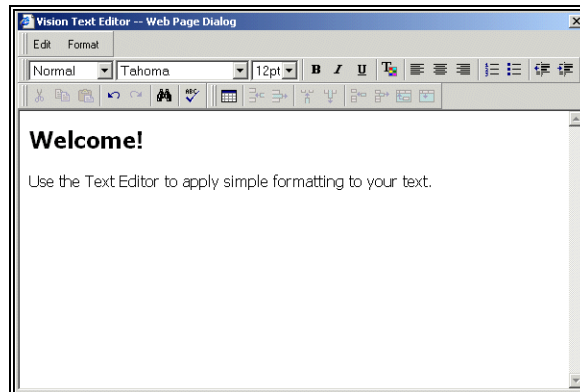 Vision Text Editor -- Web Page Dialog
Edit Format
Normal Tahoma 12pt B I U T
ABC
Welcome!
Use the Text Editor to apply simple formatting to your text.